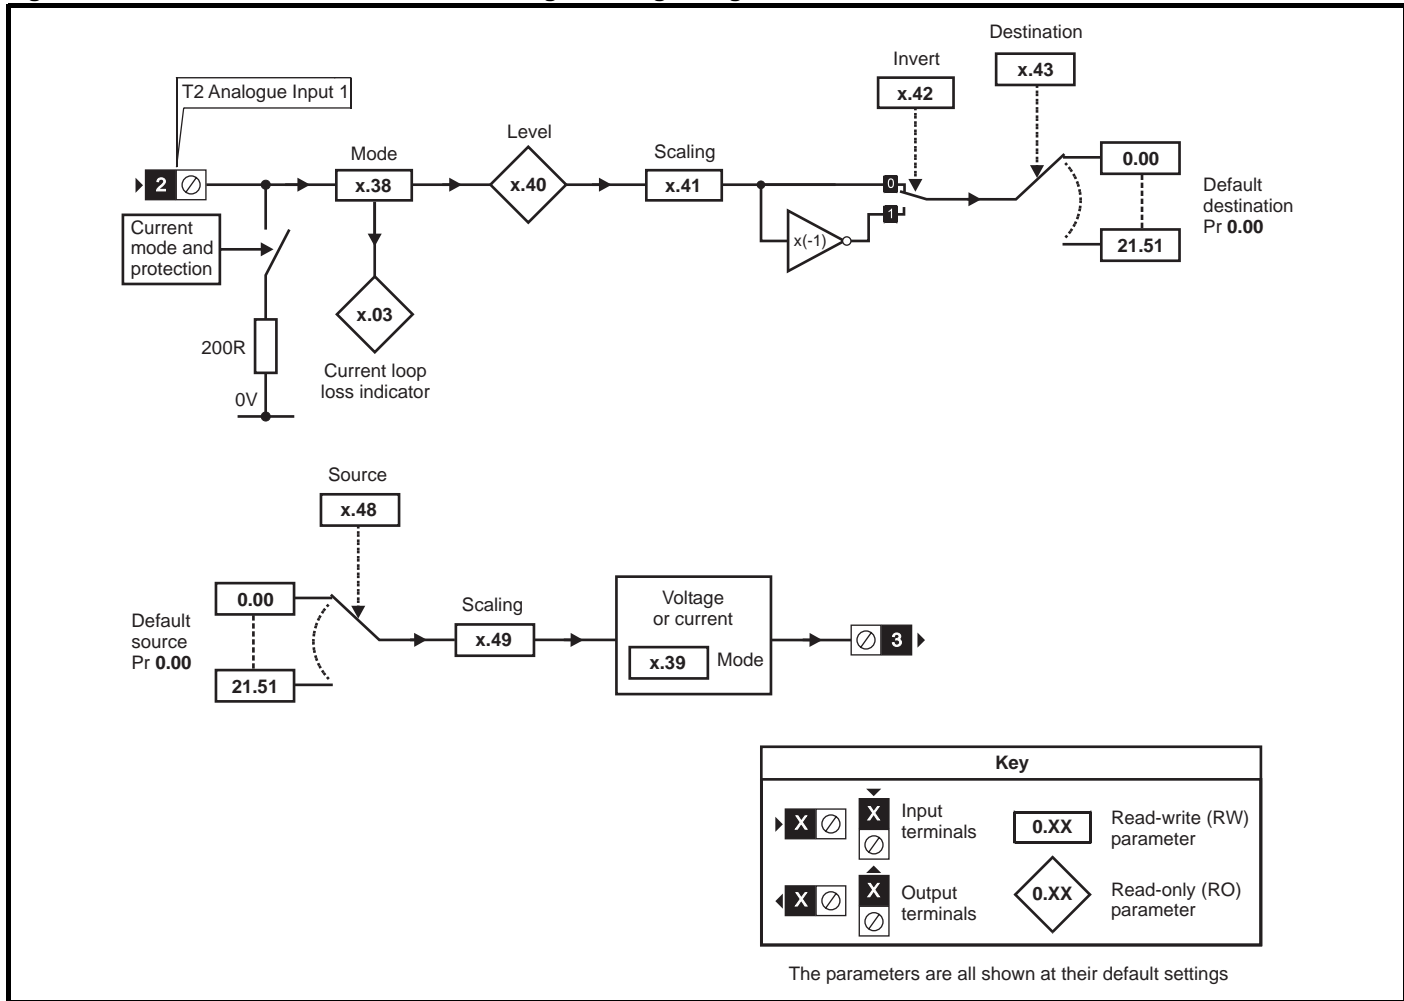 Destination
x.43
Invert
x.42
T2 Analogue Input 1
Level
Mode
Scaling
2
x.38
x.40
x.41
0
1
x(-1)
0.00
21.51
Default
destination
Pr 0.00
Current
mode and
protection
x.03
200R
Current loop
loss indicator
0V
Source
x.48
0.00
Default
source
Pr 0.00
21.51
Scaling
x.49
Voltage
or current
x.39
Mode
3
Key
X
X
Input
terminals
0.XX
Read-write (RW)
parameter
X
X
Output
terminals
0.XX
Read-only (RO)
parameter
The parameters are all shown at their default settings